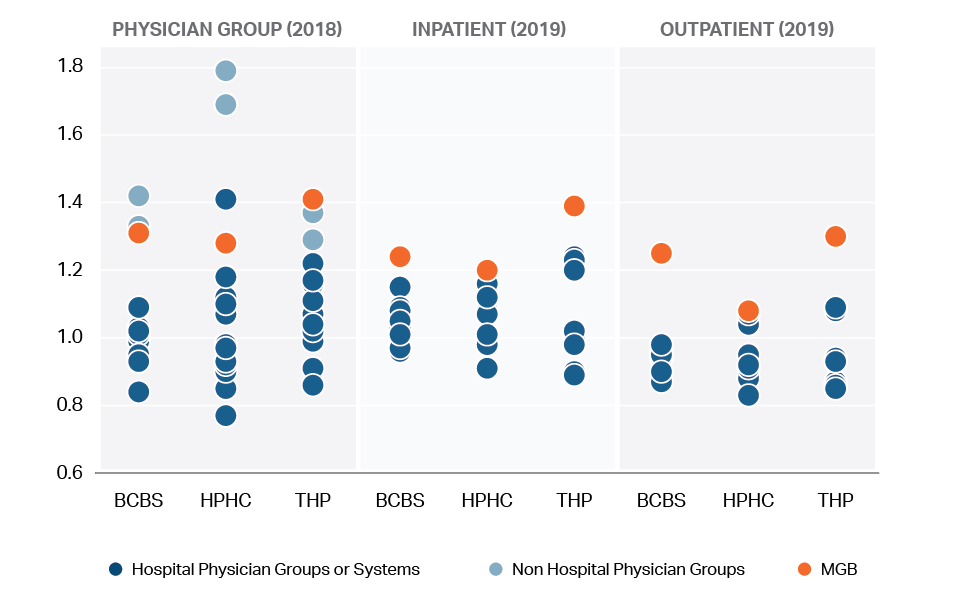 PHYSICIAN GROUP (2018) INPATIENT (2019) OUTPATIENT (2019)
1.8
1.6
1.4
1.2
1.0
0.8
0.6
BCBS HPHC THP BCBS HPHC THP BCBS HPHC THP
Hospital Physician Groups or Systems Non Hospital Physician Groups MGB